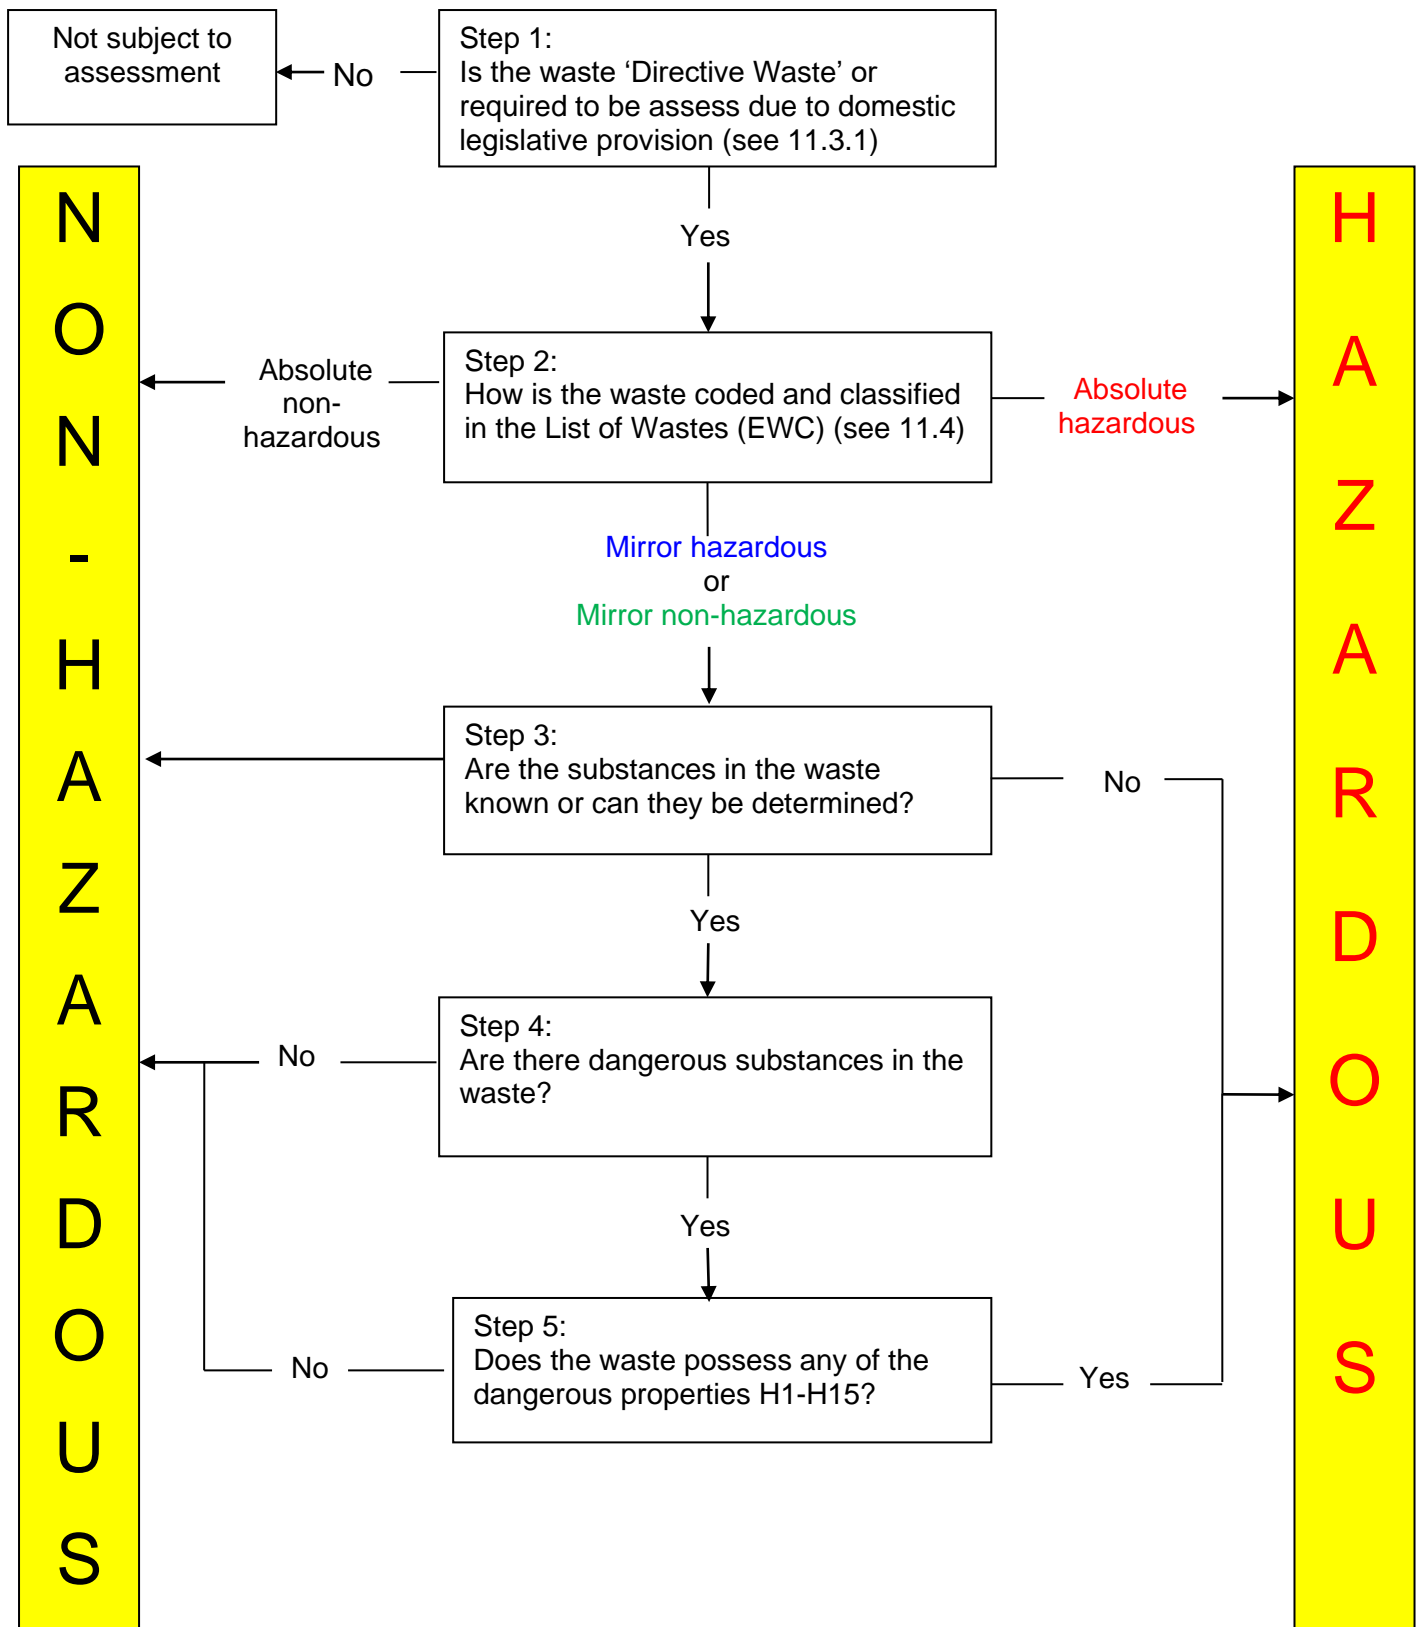 Not subject to
assessment
No
Step 1:
Is the waste ‘Directive Waste’ or
required to be assess due to domestic
legislative provision (see 11.3.1)
Yes
Step 2:
How is the waste coded and classified
in the List of Wastes (EWC) (see 11.4)
Absolute
non-
hazardous
Absolute
hazardous
Mirror hazardous
or
Mirror non-hazardous
Step 3:
Are the substances in the waste
known or can they be determined?
No
Yes
Step 4:
Are there dangerous substances in the
waste?
No
Yes
Step 5:
Does the waste possess any of the
dangerous properties H1-H15?
No
Yes
N
O
N
-
H
A
Z
A
R
D
O
U
S
H
A
Z
A
R
D
O
U
S